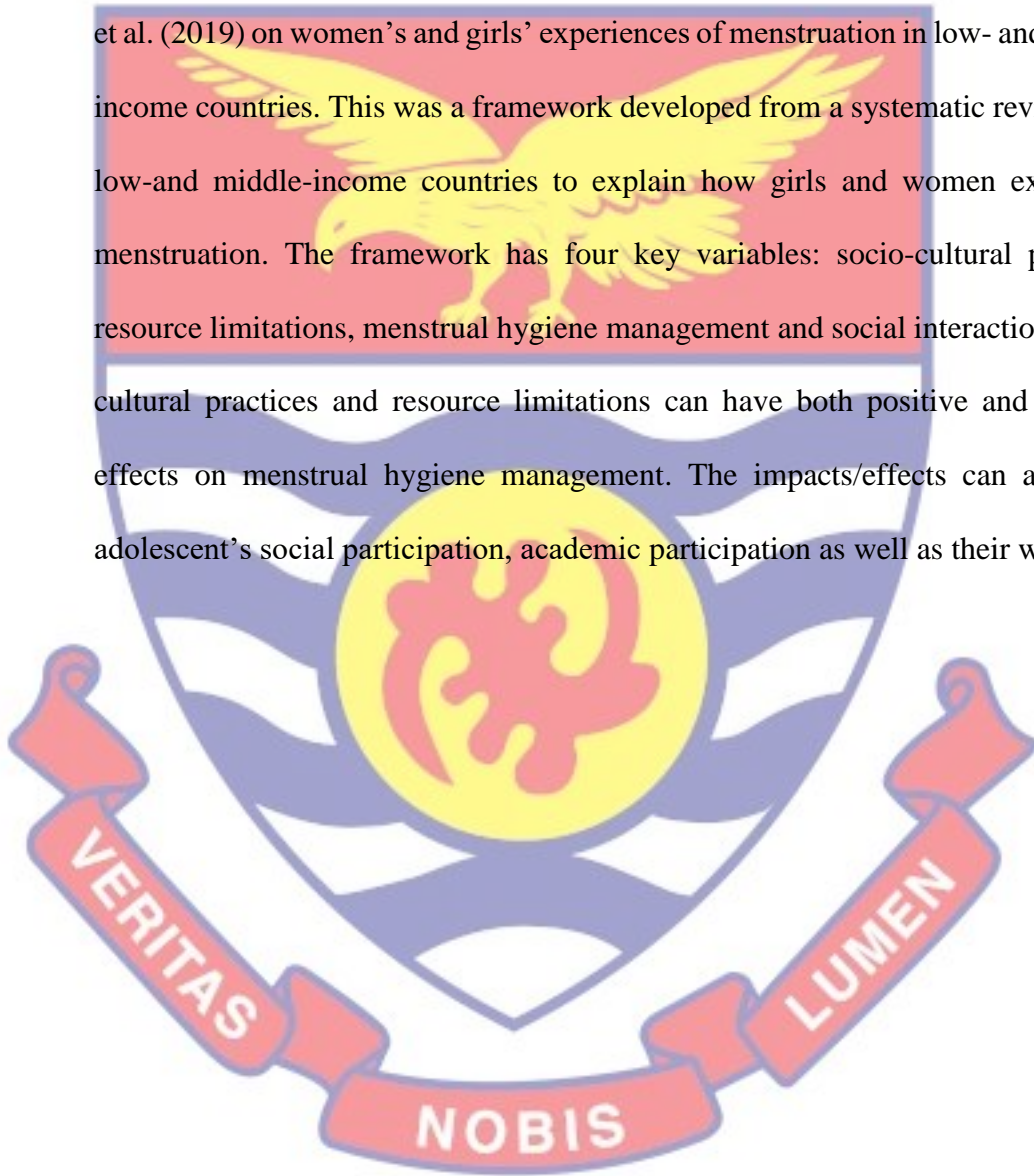 et al. (2019) on women’s and girls’ experiences of menstruation in low- and
income countries. This was a framework developed from a systematic rev
low-and middle-income countries to explain how girls and women ex
menstruation. The framework has four key variables: socio-cultural p
resource limitations, menstrual hygiene management and social interactio
cultural practices and resource limitations can have both positive and
effects on menstrual hygiene management. The impacts/effects can a
adolescent’s social participation, academic participation as well as their w
VERITAS
NOBIS
LUMEN